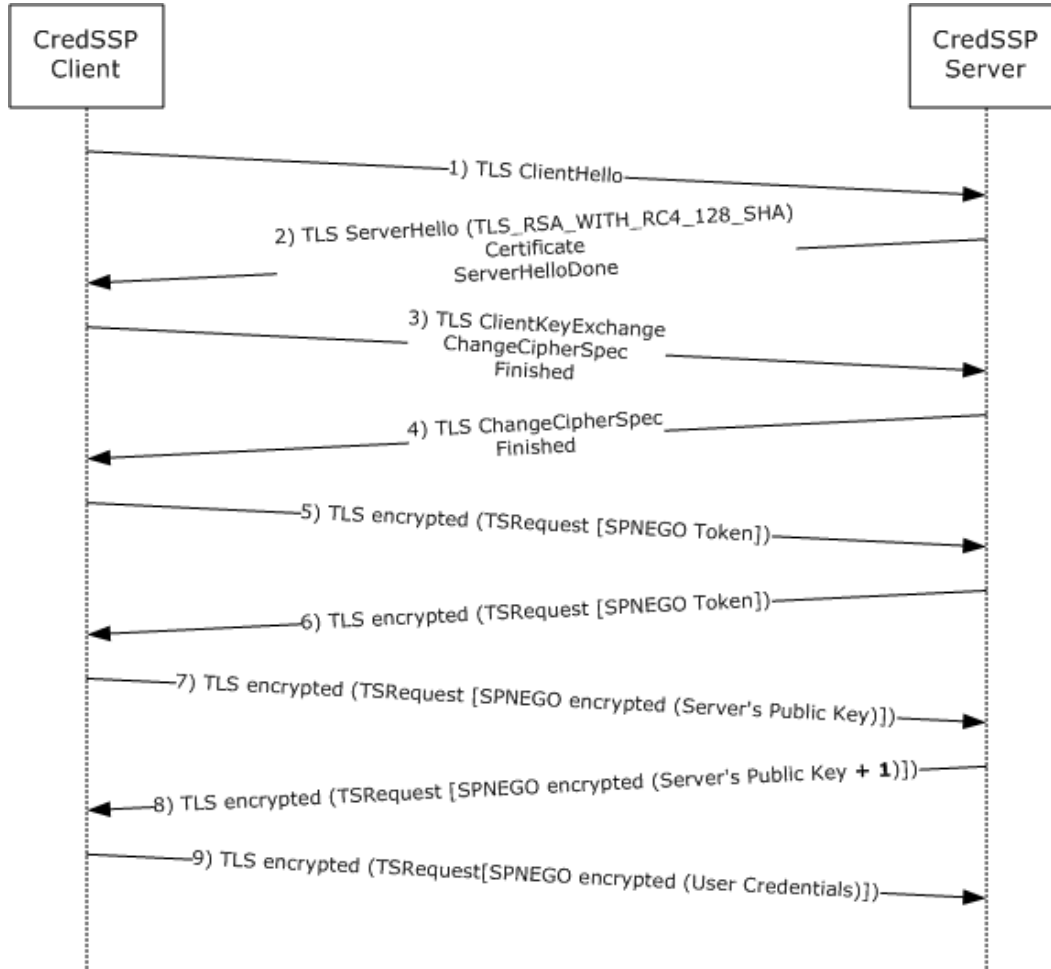 CredSSP
Client
CredSSP
Server
1) TLS ClientHello
2) TLS ServerHello (TLS_RSA_WITH_RC4_128_SHA)
Certificate
ServerHelloDone
3) TLS ClientKeyExchange
ChangeCipherSpec
Finished
4) TLS ChangeCipherSpec
Finished
5) TLS encrypted (TSRequest [SPNEGO Token])
6) TLS encrypted (TSRequest [SPNEGO Token])
7) TLS encrypted (TSRequest [SPNEGO encrypted (Server's Public Key)])
8) TLS encrypted (TSRequest [SPNEGO encrypted (Server's Public Key + 1)])
9) TLS encrypted (TSRequest[SPNEGO encrypted (User Credentials)])